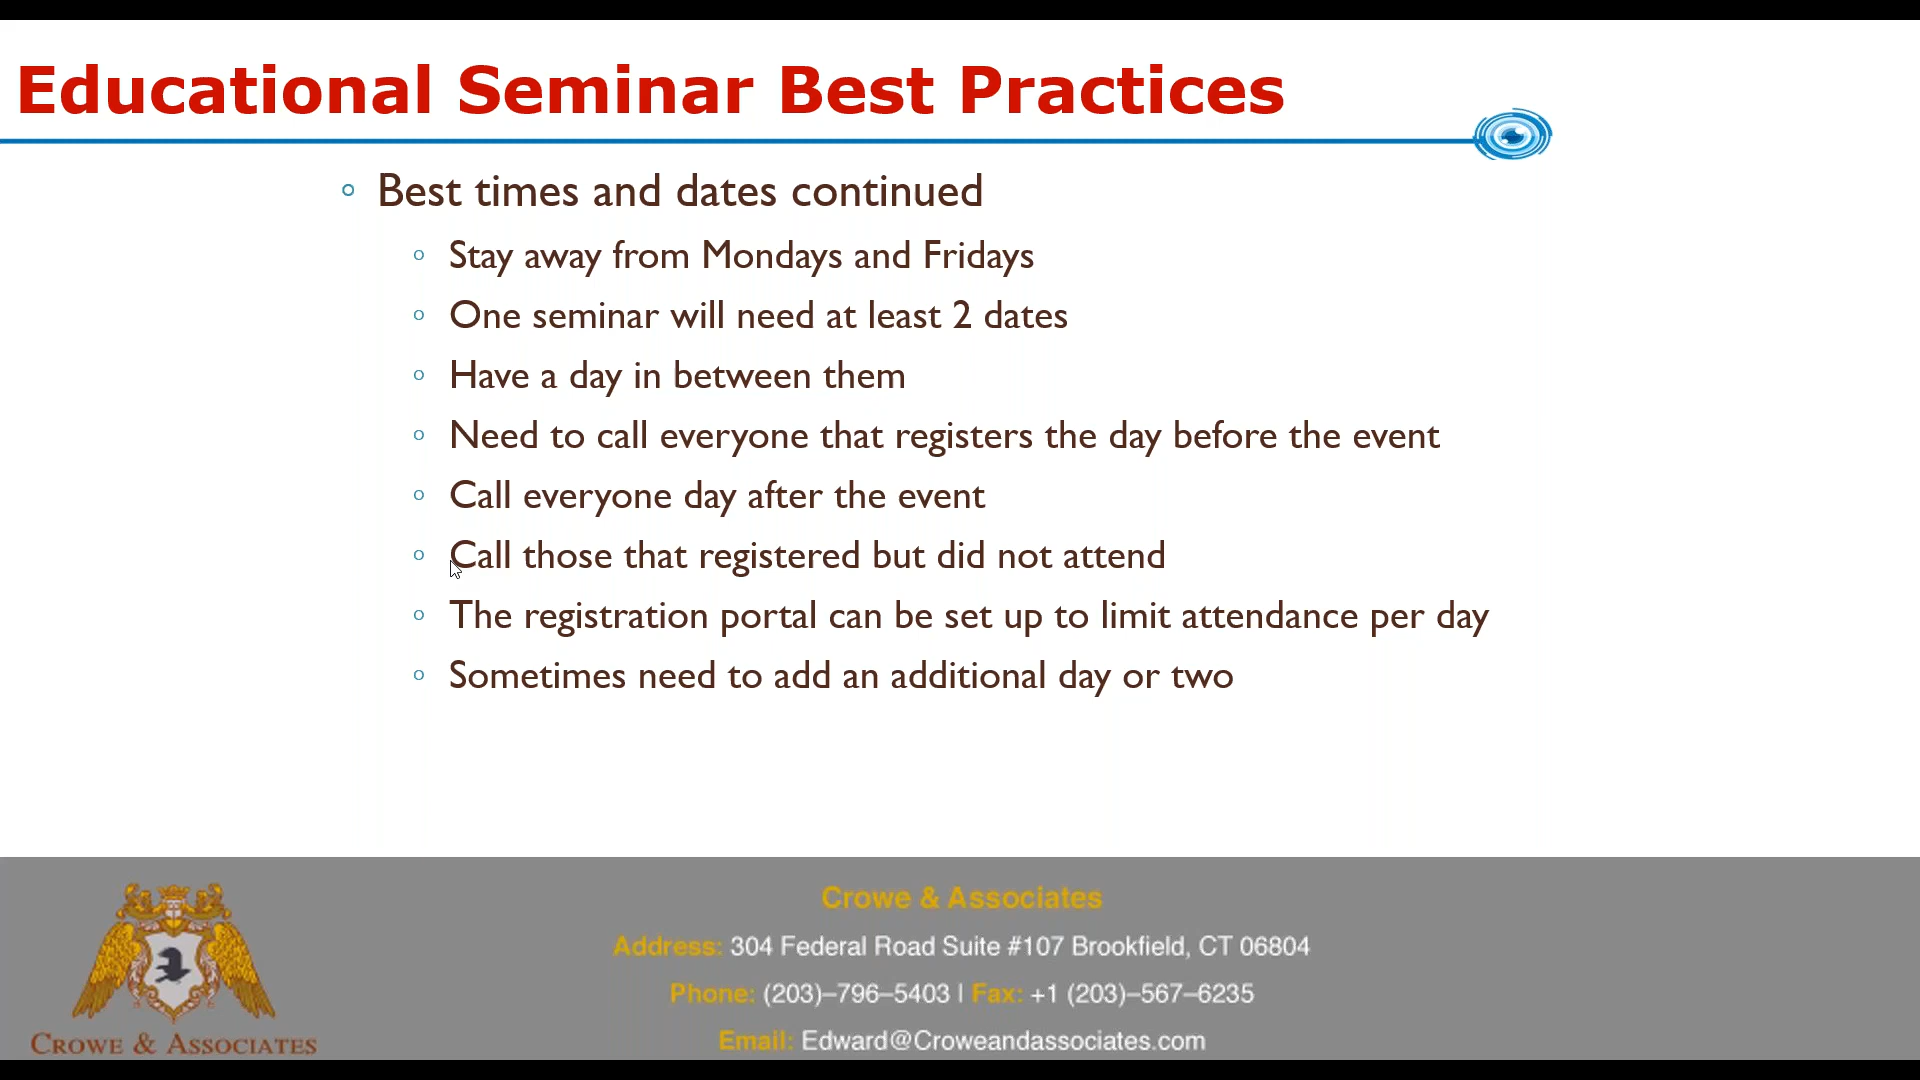 Educational Seminar Best Practices
Best times and dates continued
Stay away from Mondays and Fridays
One seminar will need at least 2 dates
Have a day in between them
Need to call everyone that registers the day before the event
Call everyone day after the event
Call those that registered but did not attend
The registration portal can be set up to limit attendance per day
Sometimes need to add an additional day or two
Crowe & Associates
Address: 304 Federal Road Suite #107 Brookfield, CT 06804
Phone: (203)–796–5403 | Fax: +1 (203)–567–6235
Email: Edward@Croweandassociates.com
CROWE & ASSOCIATES